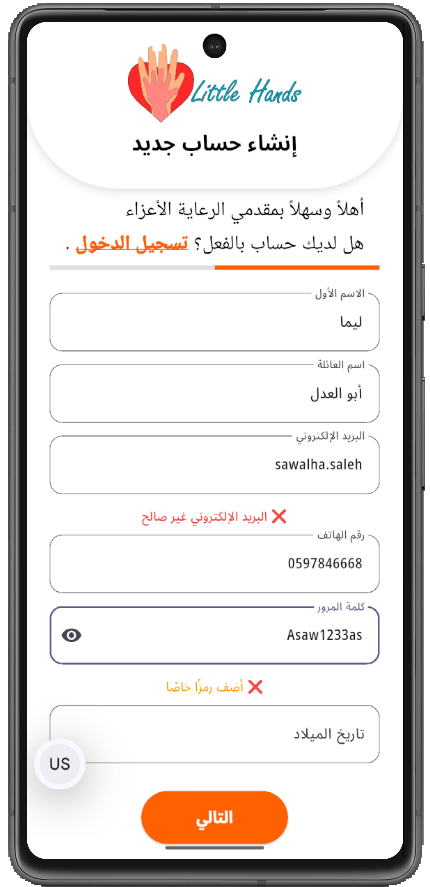 Little Hands
إنشاء حساب جديد
أهلاً وسهلاً بمقدمي الرعاية الأعزاء
هل لديك حساب بالفعل؟ تسجيل الدخول .
الاسم الأول
ليما
اسم العائلة
أبو العدل
البريد الإلكتروني
sawalha.saleh
❌ البريد الإلكتروني غير صالح
رقم الهاتف
0597846668
كلمة المرور
Asaw1233as
❌ أضف رمزًا خاصًا
تاريخ الميلاد
US
التالي